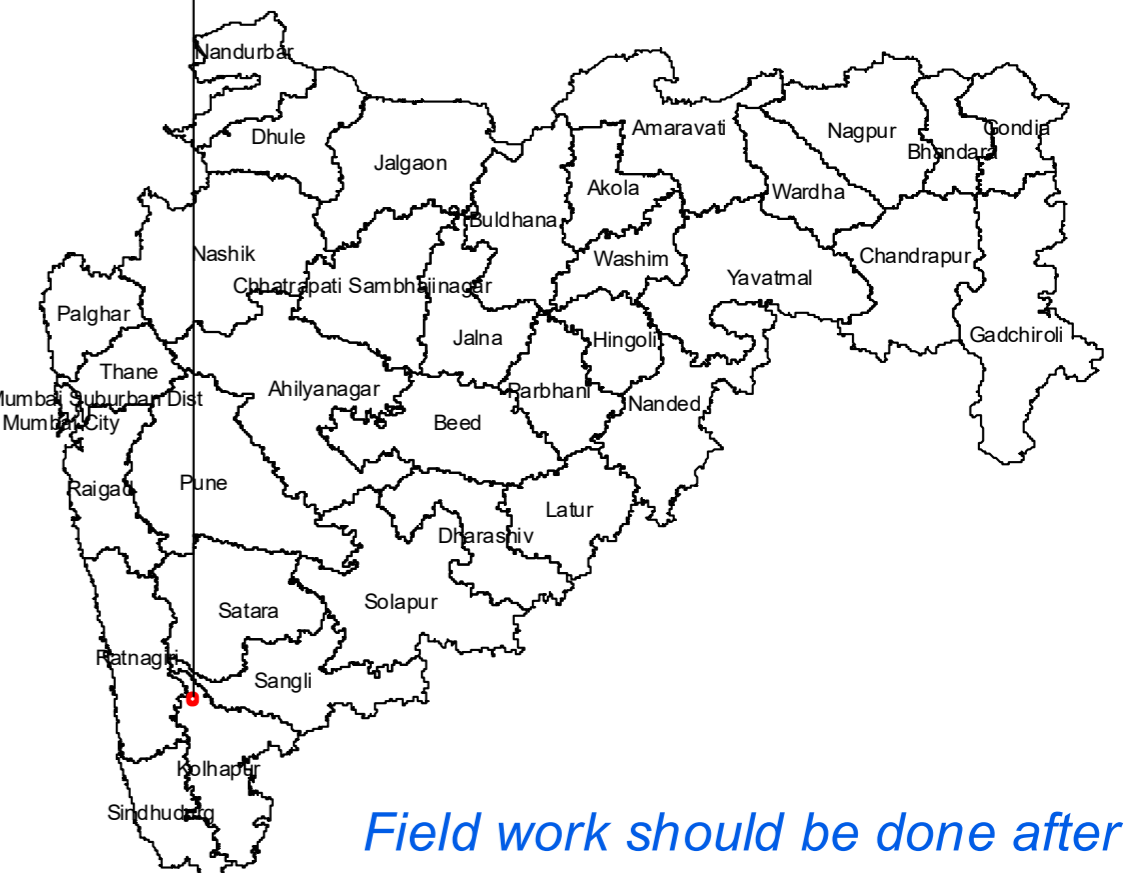 Nandurbar
Dhule
Jalgaon
Amaravati
Nagpur
Gondia
Bhandara
Akola
Wardha
Buldhana
Nashik
Washim
Chandrapur
Chhatrapati Sambhajinagar
Yavatmal
Palghar
Jalna
Hingoli
Gadchiroli
Thane
Ahilyanagar
Parbhani
Mumbai Suburban Dist
Nanded
Mumbai City
Beed
Raigad
Pune
Latur
Dharashiv
Solapur
Satara
Ratnagiri
Sangli
Kolhapur
Sindhudurg
Field work should be done after